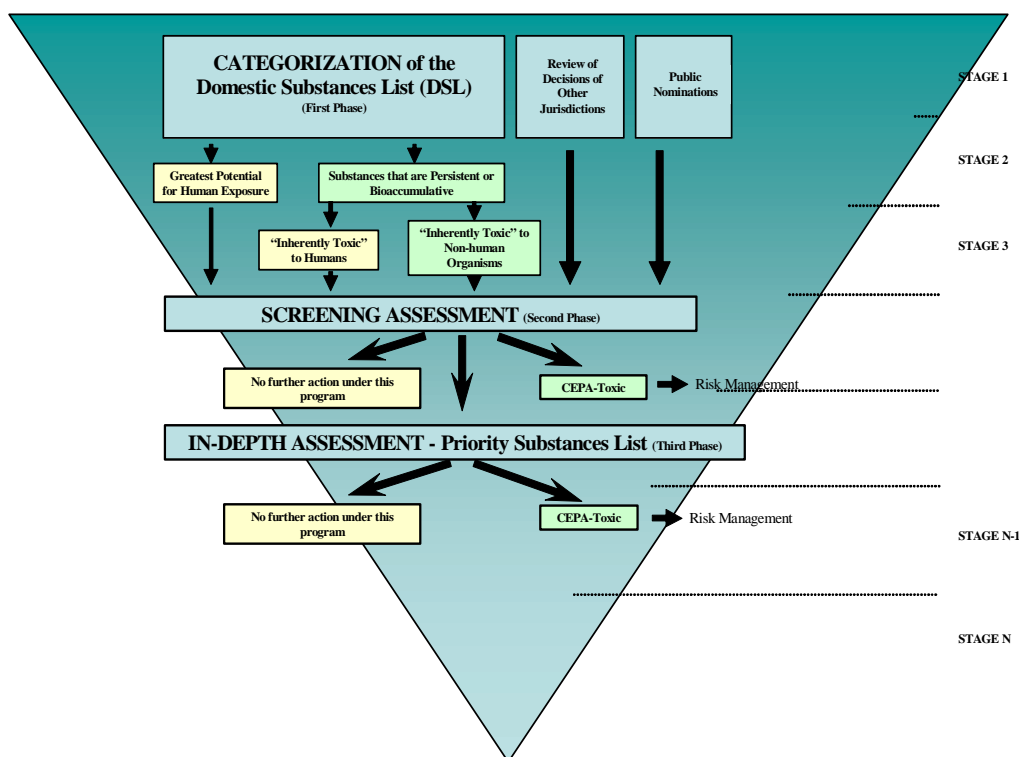 CATEGORIZATION of the
Domestic Substances List (DSL)
(First Phase)
Review of
Decisions of
Other
Jurisdictions
Public
Nominations
STAGE 1
Greatest Potential
for Human Exposure
Substances that are Persistent or
Bioaccumulative
STAGE 2
“Inherently Toxic”
to Humans
“Inherently Toxic” to
Non-human
Organisms
STAGE 3
SCREENING ASSESSMENT (Second Phase)
No further action under this
program
CEPA-Toxic
Risk Management
IN-DEPTH ASSESSMENT - Priority Substances List (Third Phase)
No further action under this
program
CEPA-Toxic
Risk Management
STAGE N-1
STAGE N